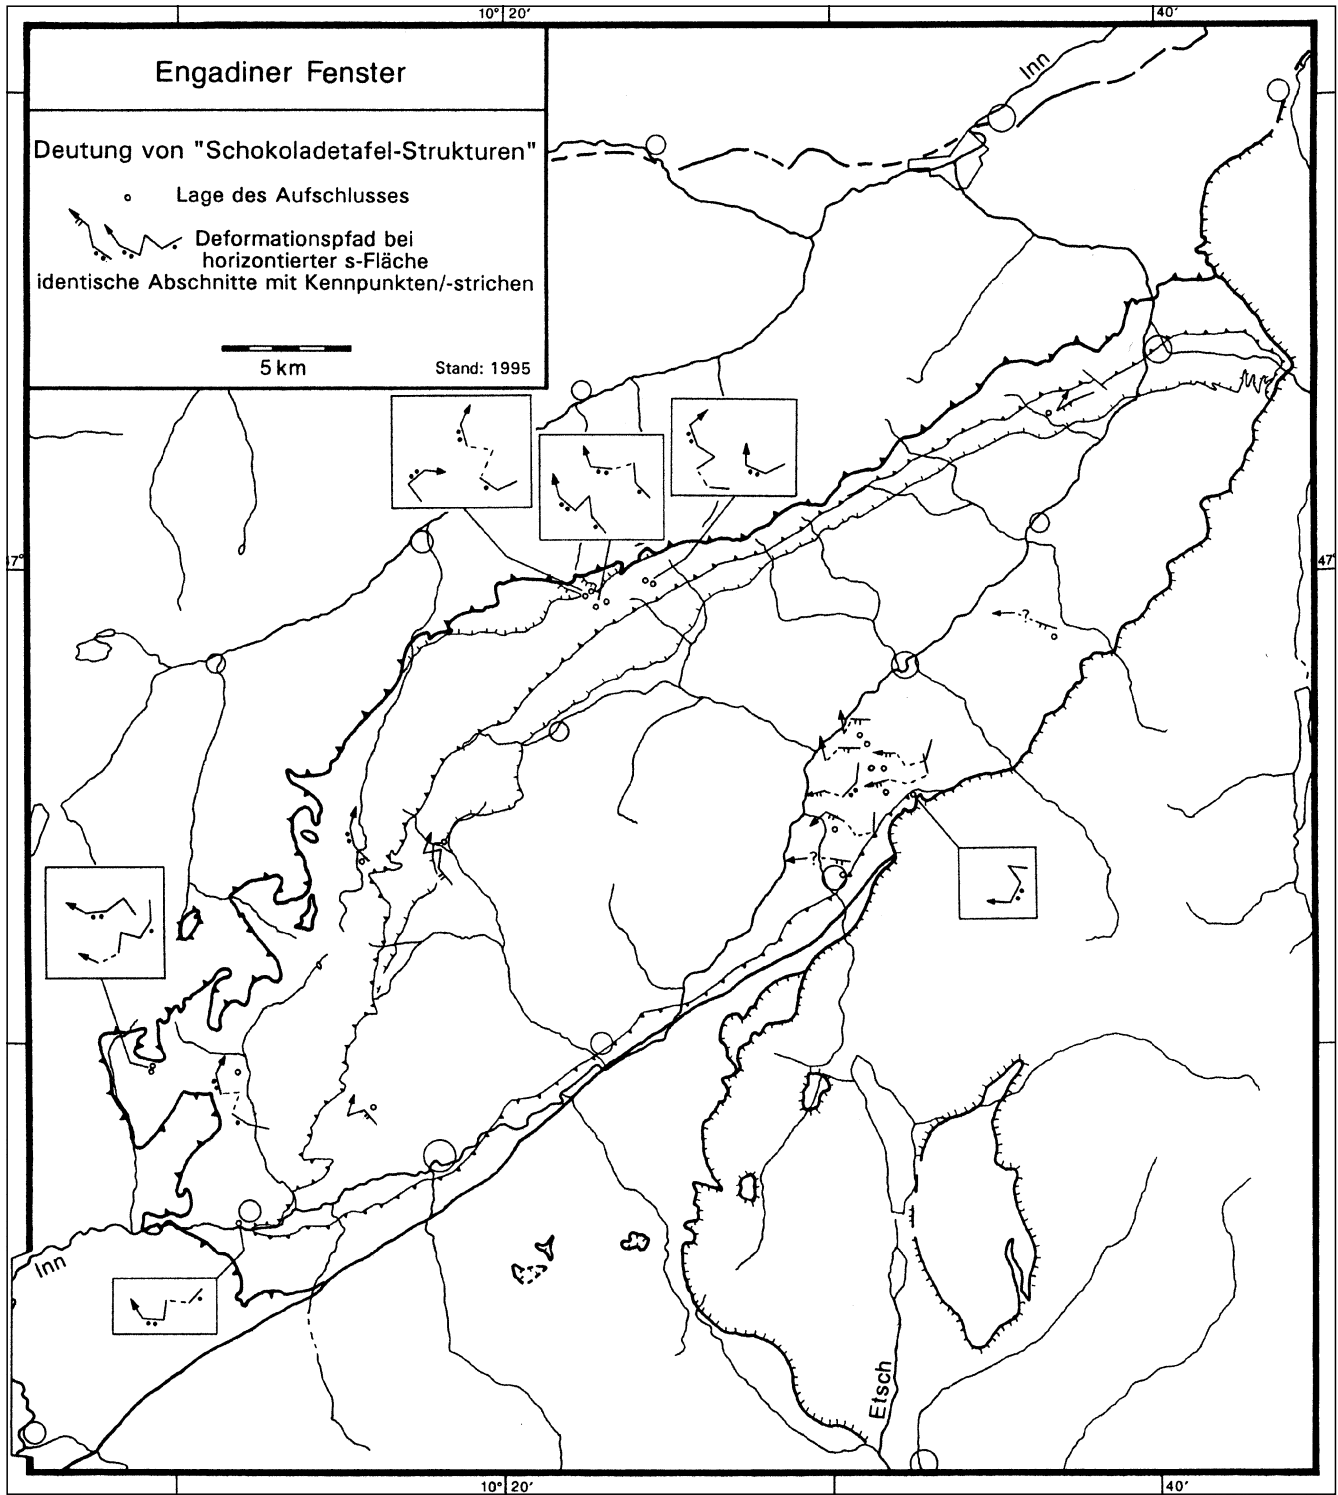 10° 20'
40'
Engadiner Fenster
Deutung von "Schokoladetafel-Strukturen"
Lage des Aufschlusses
Deformationspfad bei
horizontierter s-Fläche
identische Abschnitte mit Kennpunkten/-strichen
5 km
Stand: 1995
Inn
47°
47°
?
?
Inn
Etsch
10° 20'
40'